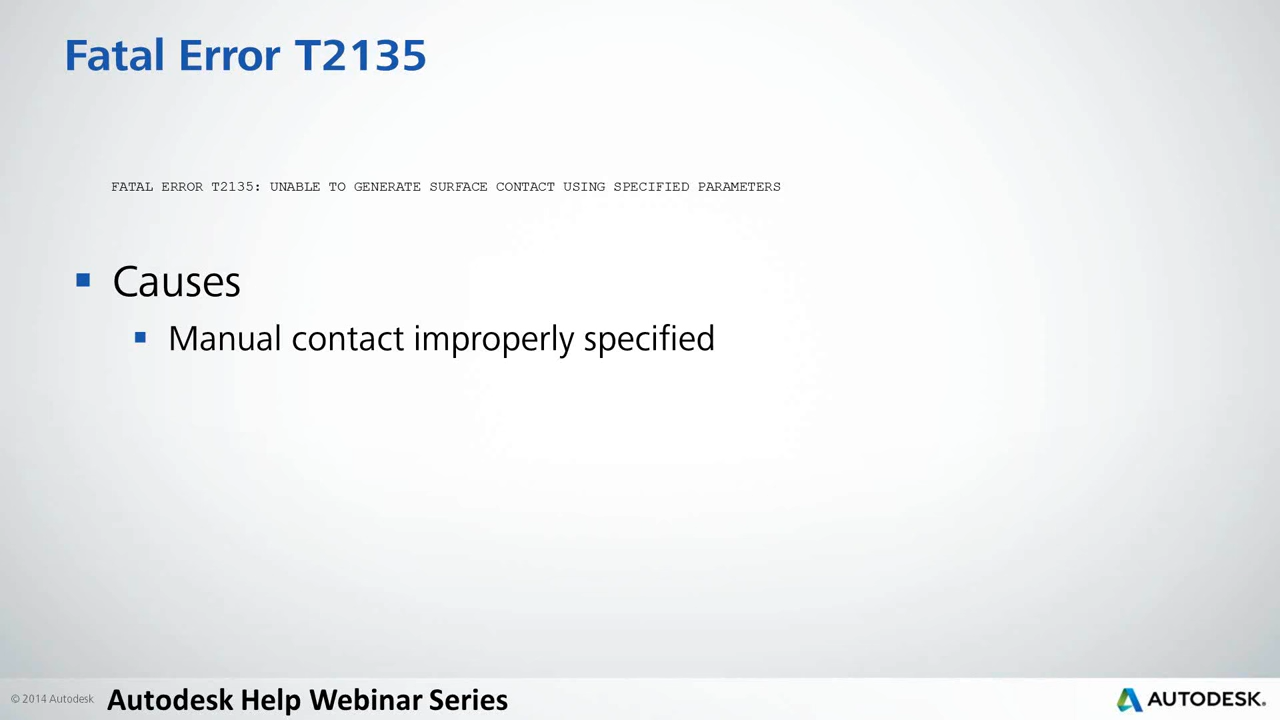 Fatal Error T2135
FATAL ERROR T2135: UNABLE TO GENERATE SURFACE CONTACT USING SPECIFIED PARAMETERS
Causes
Manual contact improperly specified
© 2014 Autodesk
Autodesk Help Webinar Series
AUTODESK.